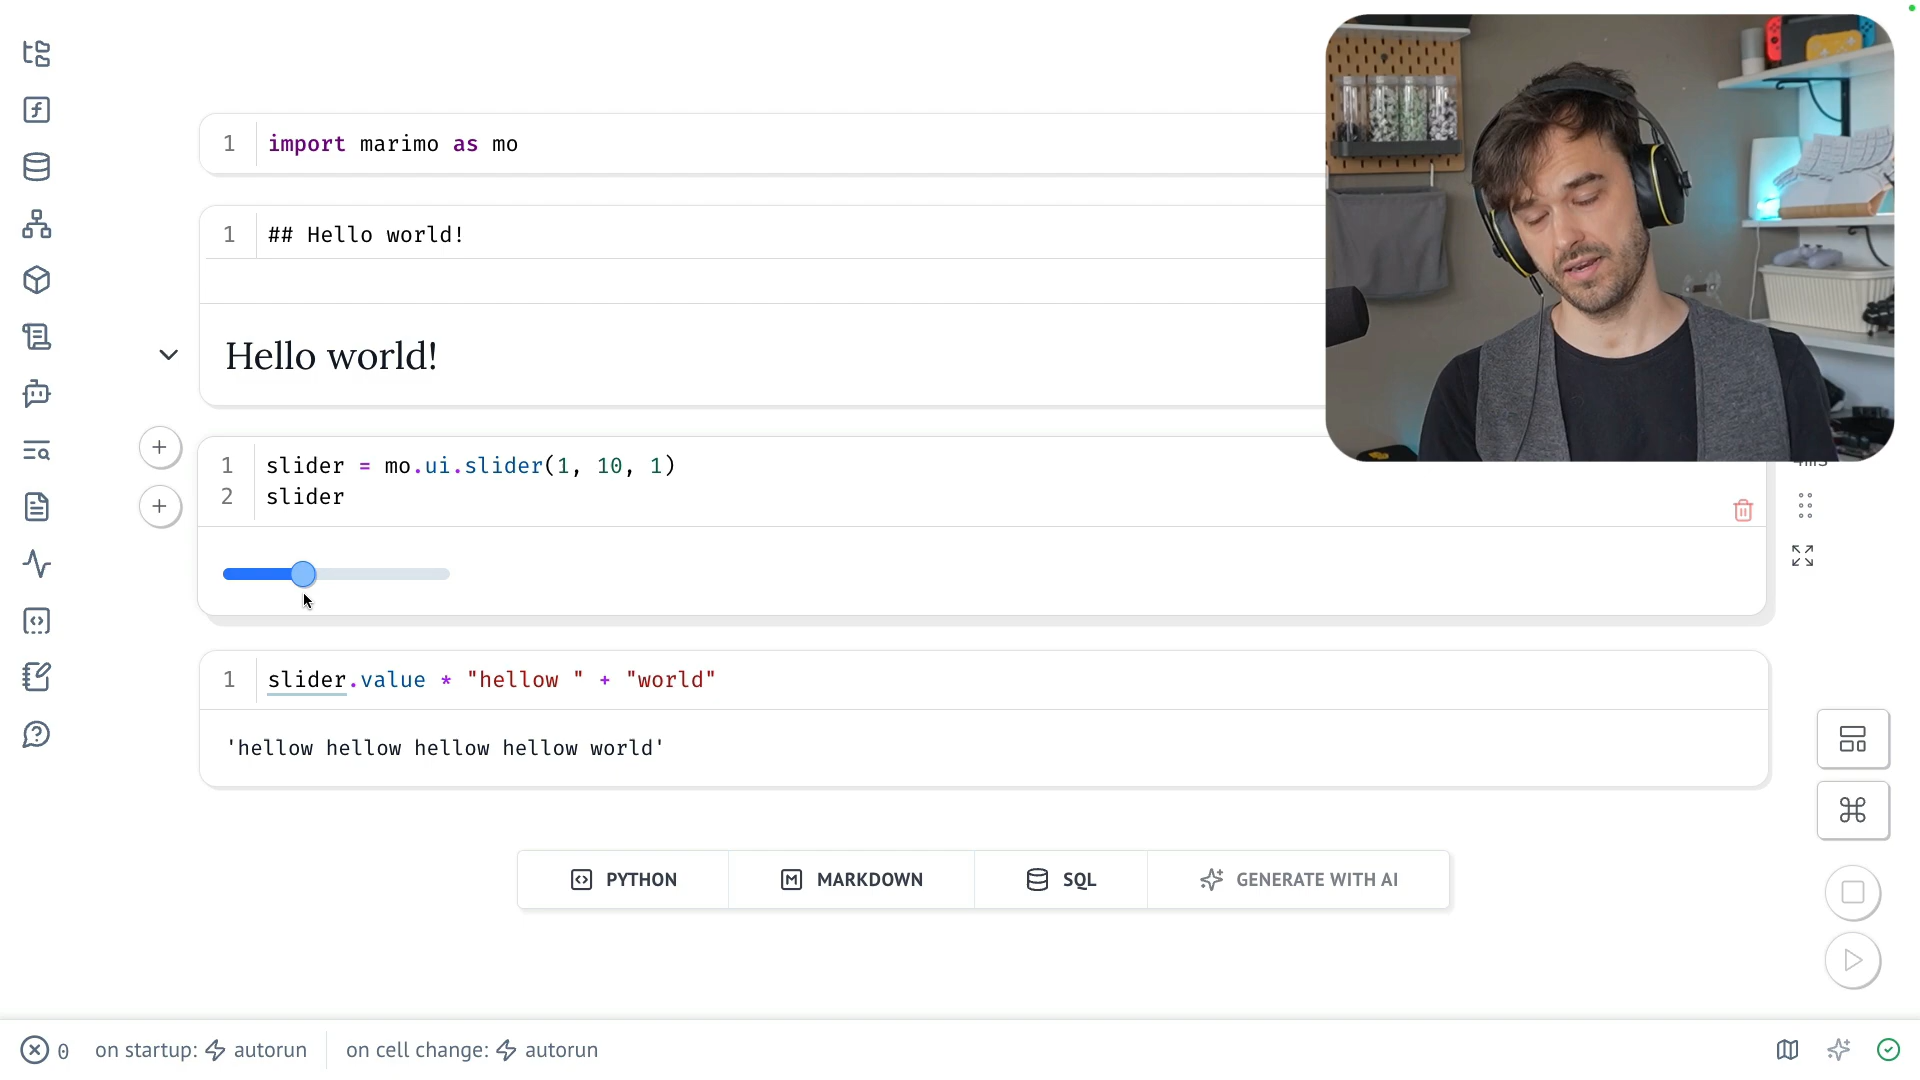 1 import marimo as mo
1 ## Hello world!
Hello world!
1 slider = mo.ui.slider(1, 10, 1)
2 slider
1 slider.value * "hellow " + "world"
'hellow hellow hellow hellow world'
PYTHON MARKDOWN SQL GENERATE WITH AI
0 on startup: autorun on cell change: autorun